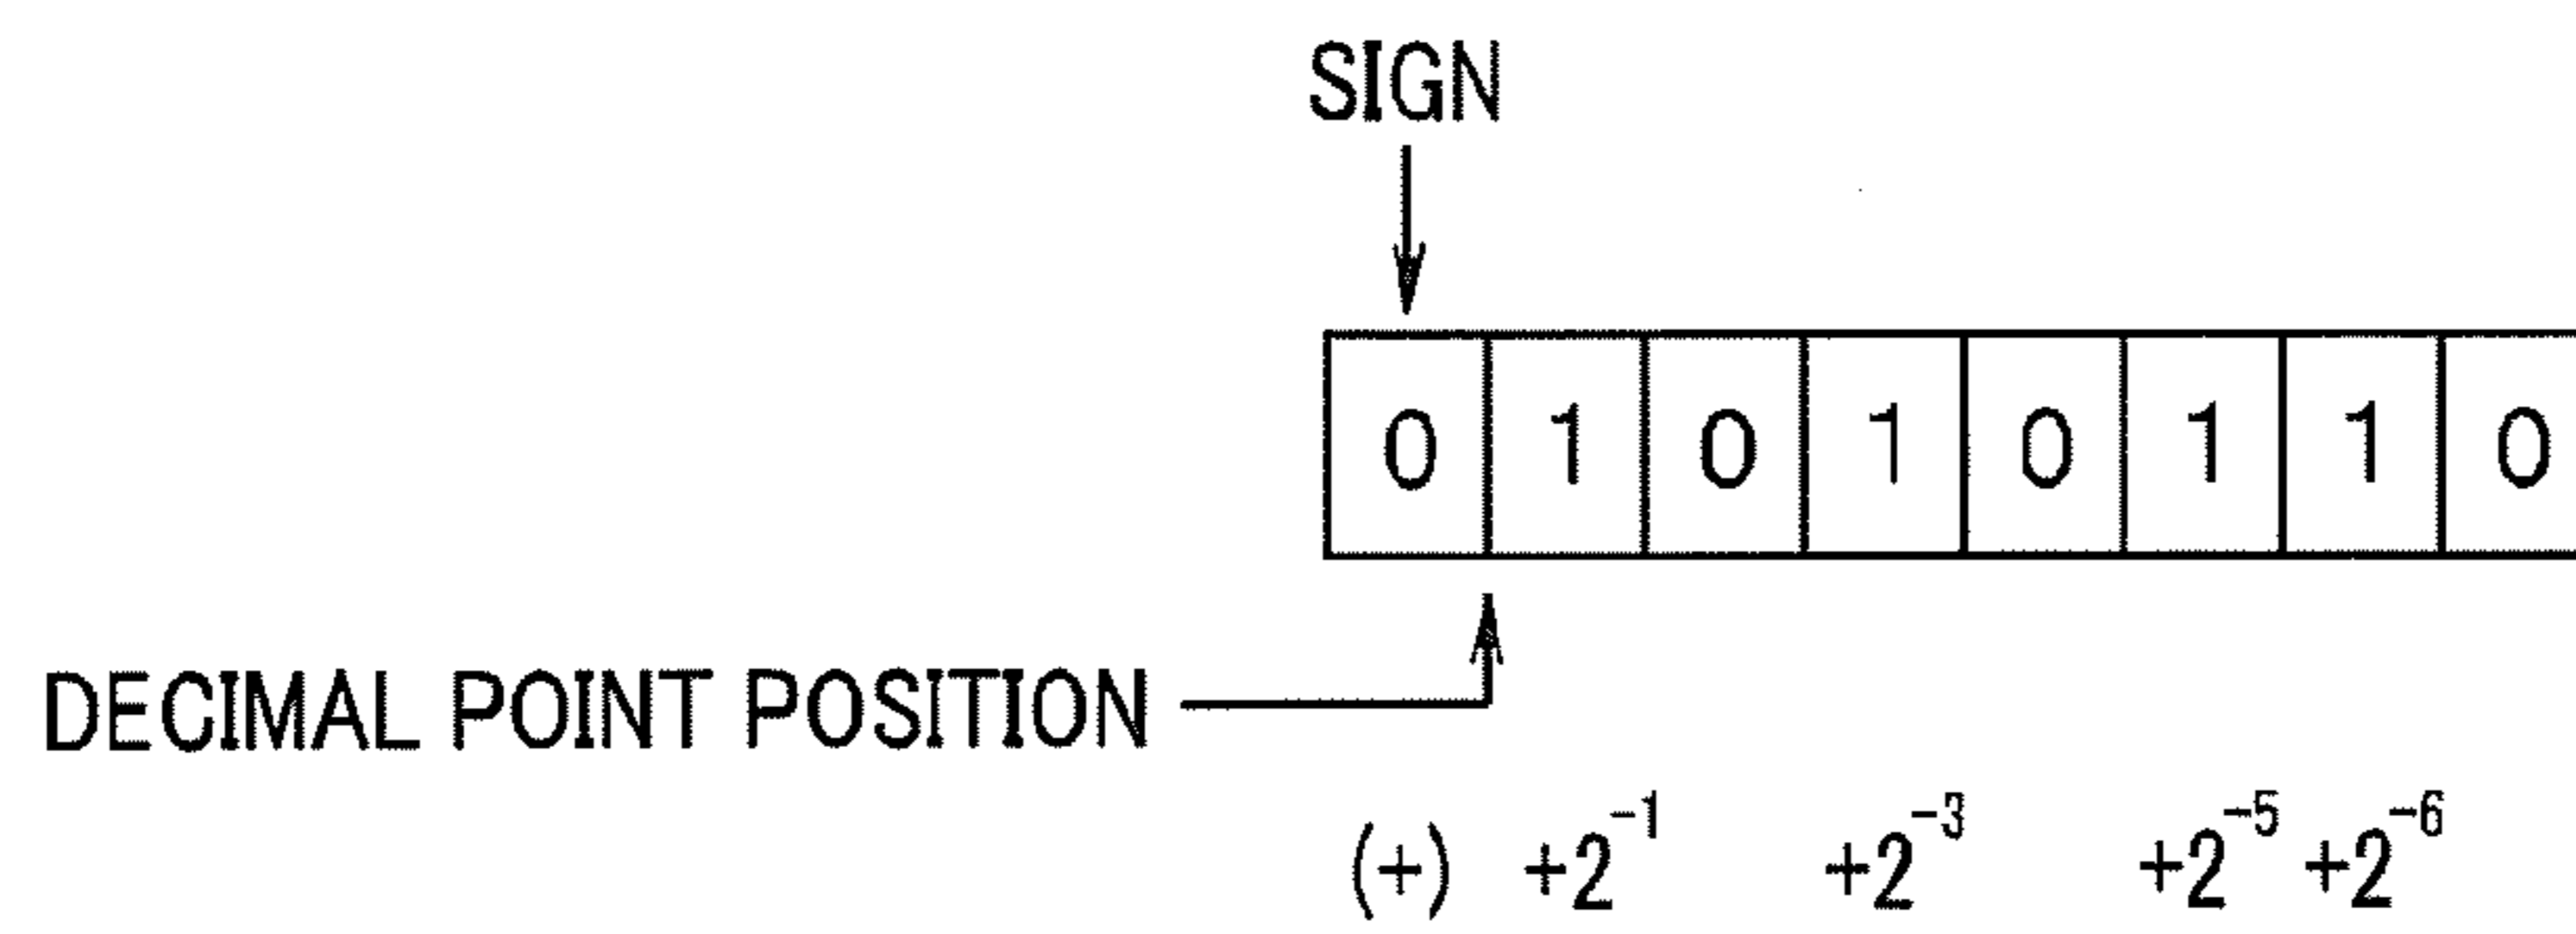 SIGN
0 1 0 1 0 1 1 0
DECIMAL POINT POSITION
(+) +2⁻¹ +2⁻³ +2⁻⁵ +2⁻⁶